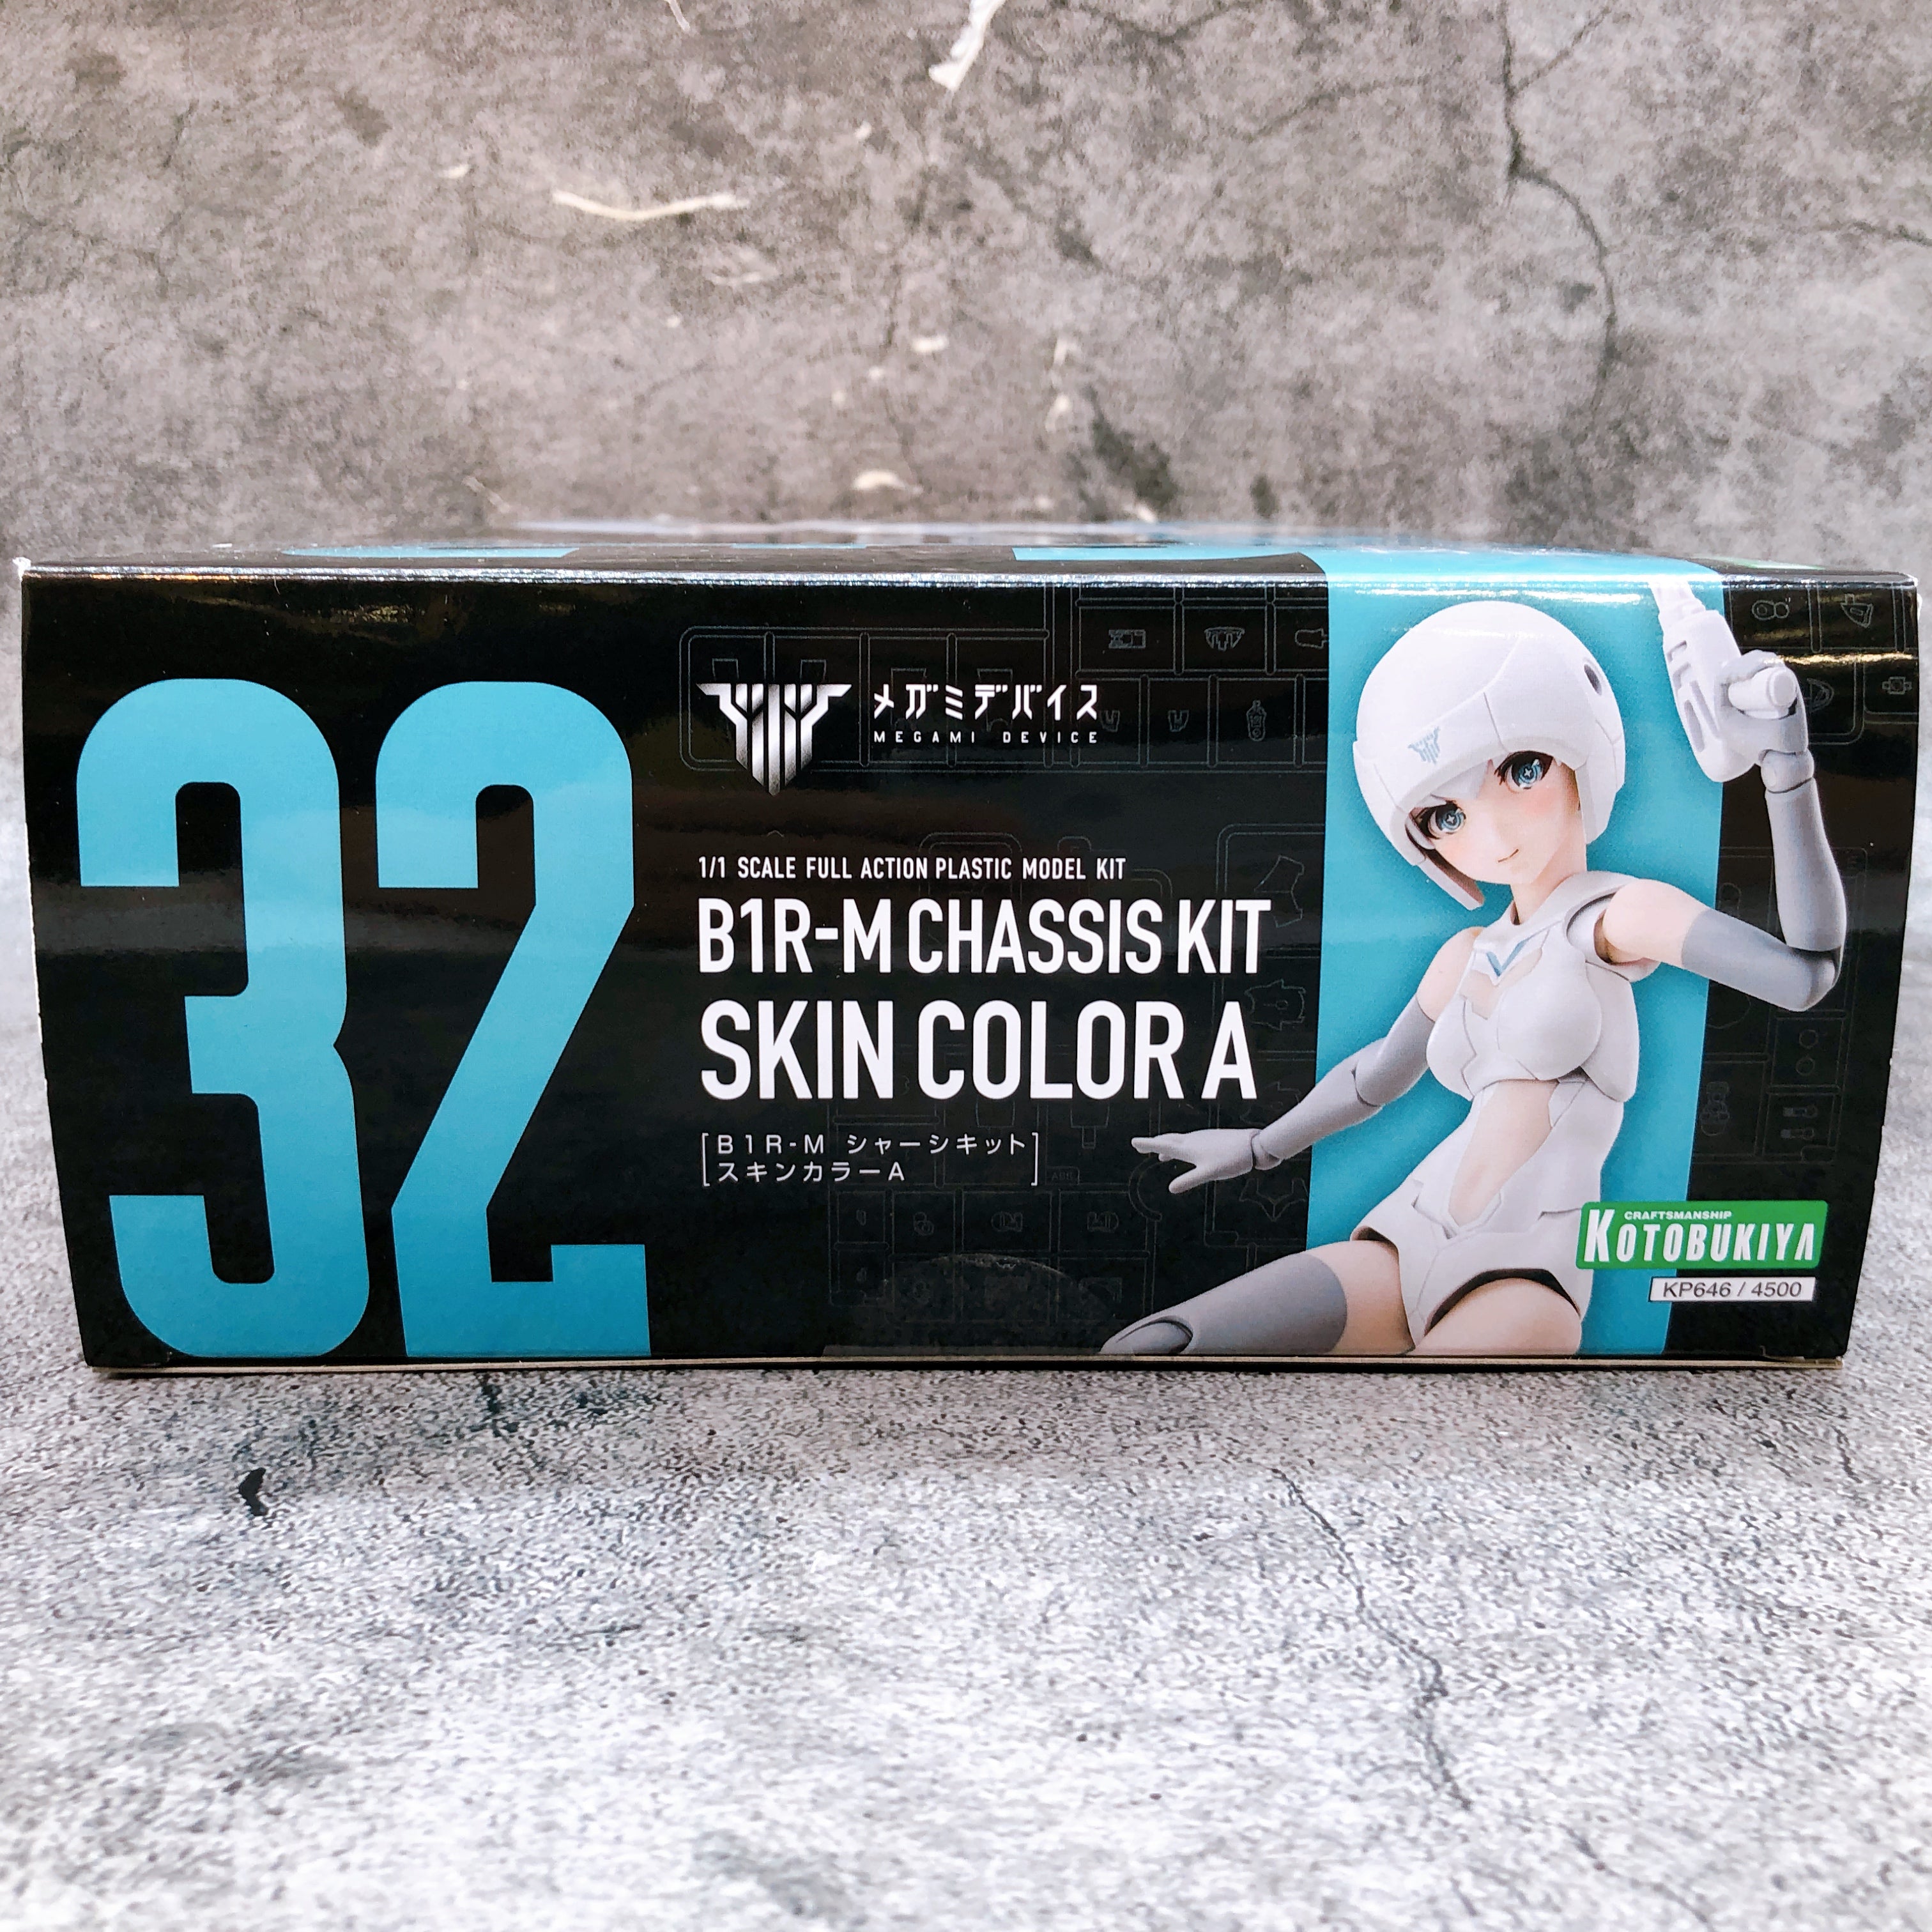 32
メガミデバイス
MEGAMI DEVICE
1/1 SCALE FULL ACTION PLASTIC MODEL KIT
B1R-M CHASSIS KIT
SKIN COLOR A
[B1R-M シャーシキット
スキンカラーA]
CRAFTSMANSHIP
KOTOBUKIYA
KP646 / 4500